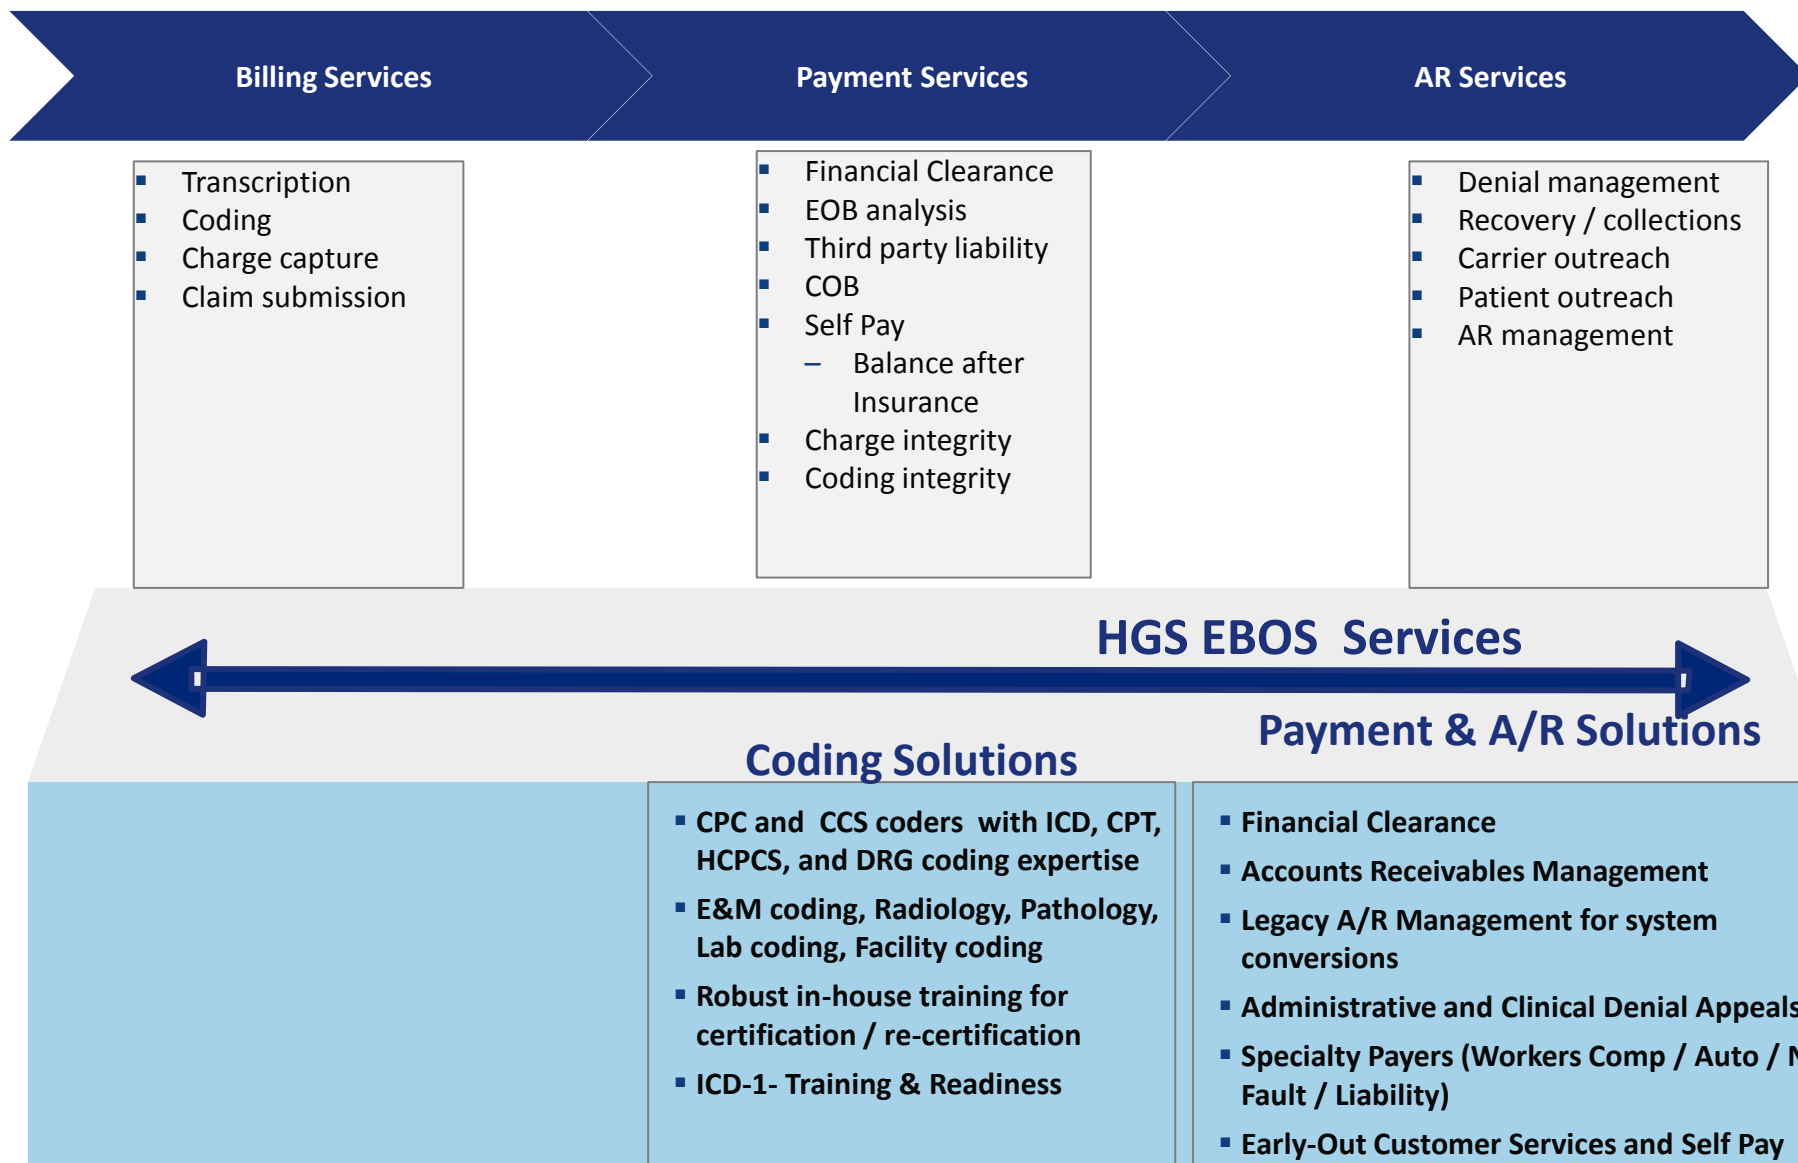 Billing Services
Payment Services
AR Services
Transcription
Coding
Charge capture
Claim submission
Financial Clearance
EOB analysis
Third party liability
COB
Self Pay
– Balance after
Insurance
Charge integrity
Coding integrity
Denial management
Recovery / collections
Carrier outreach
Patient outreach
AR management
HGS EBOS Services
Coding Solutions
CPC and CCS coders with ICD, CPT,
HCPCS, and DRG coding expertise
E&M coding, Radiology, Pathology,
Lab coding, Facility coding
Robust in-house training for
certification / re-certification
ICD-1- Training & Readiness
Payment & A/R Solutions
Financial Clearance
Accounts Receivables Management
Legacy A/R Management for system
conversions
Administrative and Clinical Denial Appeals
Specialty Payers (Workers Comp / Auto /
Fault / Liability)
Early-Out Customer Services and Self Pay